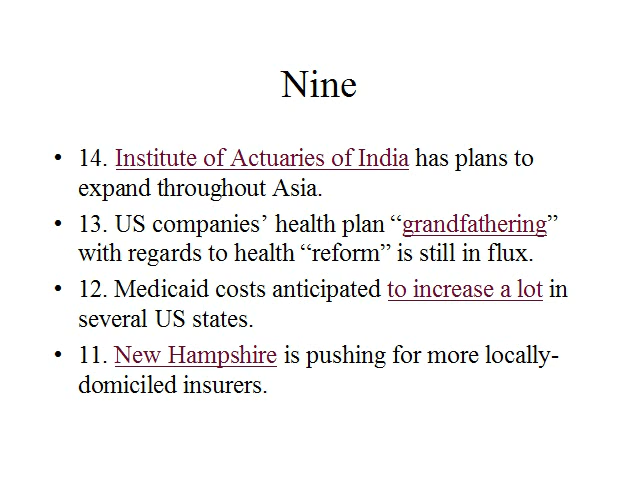 Nine
• 14. Institute of Actuaries of India has plans to
expand throughout Asia.
• 13. US companies’ health plan “grandfathering”
with regards to health “reform” is still in flux.
• 12. Medicaid costs anticipated to increase a lot in
several US states.
• 11. New Hampshire is pushing for more locally-
domiciled insurers.